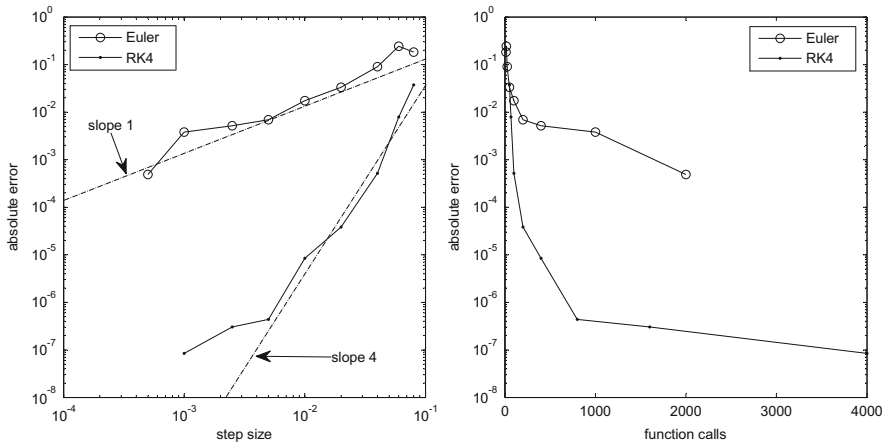 10^0
10^-1
10^-2
10^-3
10^-4
10^-5
10^-6
10^-7
10^-8
absolute error
Euler
RK4
slope 1
slope 4
10^-4
10^-3
10^-2
10^-1
step size
10^0
10^-1
10^-2
10^-3
10^-4
10^-5
10^-6
10^-7
10^-8
absolute error
Euler
RK4
0
1000
2000
3000
4000
function calls